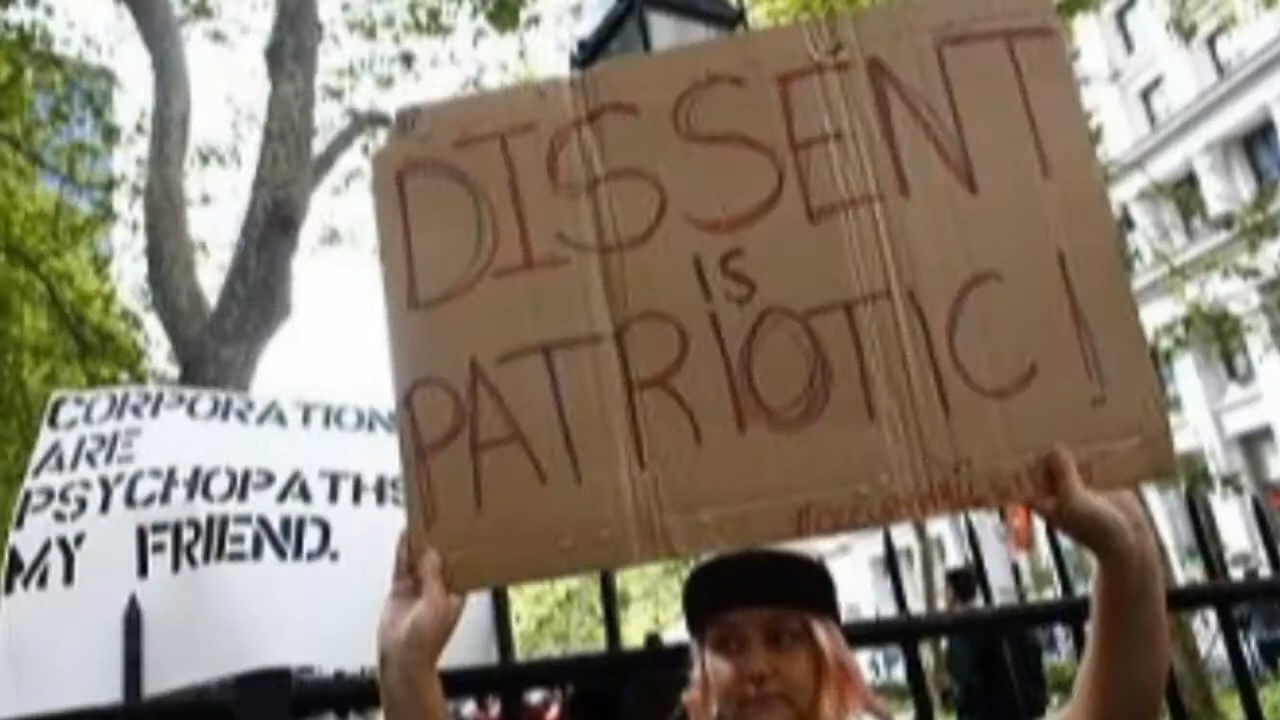 DISSENT
IS
PATRIOTIC!
CORPORATION
ARE
PSYCHOPATHS
MY FRIEND.